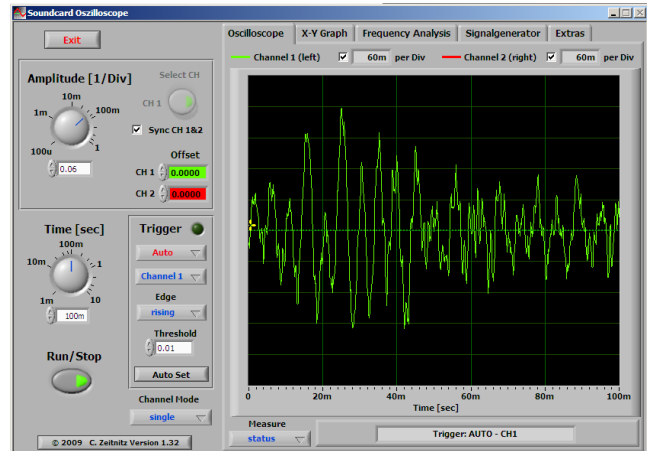 Soundcard Oszilloscope
Exit
Oscilloscope X-Y Graph Frequency Analysis Signalgenerator Extras
Channel 1 (left) 60m per Div Channel 2 (right) 60m per Div
Amplitude [1/Div]
Select CH
10m
1m 100m
CH 1
100u 1
Sync CH 1&2
0.06
Offset
CH 1 0.0000
CH 2 0.0000
Time [sec]
100m
10m 1
1m 10
100m
Trigger
Auto
Channel 1
Edge
rising
Threshold
0.01
Auto Set
Run/Stop
Channel Mode
single
© 2009 C. Zeitnitz Version 1.32
0 20m 40m 60m 80m 100m
Time [sec]
Measure
status
Trigger: AUTO - CH1